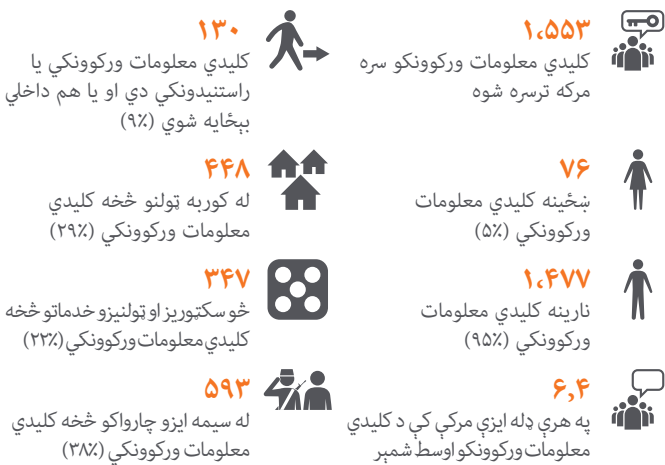 ۱،۵۵۳
کلیدي معلومات ورکوونکو سره
مرکه ترسره شوه
۱۳۰
کلیدي معلومات ورکوونکي یا
راستنیدونکي دي او یا هم داخلي
بېځایه شوي (۹٪)
۷۶
ښځینه کلیدي معلومات
ورکوونکي (۵٪)
۴۴۸
له کوربه ټولنو څخه کلیدي
معلومات ورکوونکي (۲۹٪)
۱،۴۷۷
نارینه کلیدي معلومات
ورکوونکي (۹۵٪)
۳۴۷
څو سکټوریز او ټولنیزو خدماتو څخه
کلیدي معلومات ورکوونکي (۲۲٪)
۶,۴
په هرې ډله ایزې مرکې کې د کلیدي
معلومات ورکوونکو اوسط شمېر
۵۹۳
له سیمه ایزو چارواکو څخه کلیدي
معلومات ورکوونکي (۳۸٪)